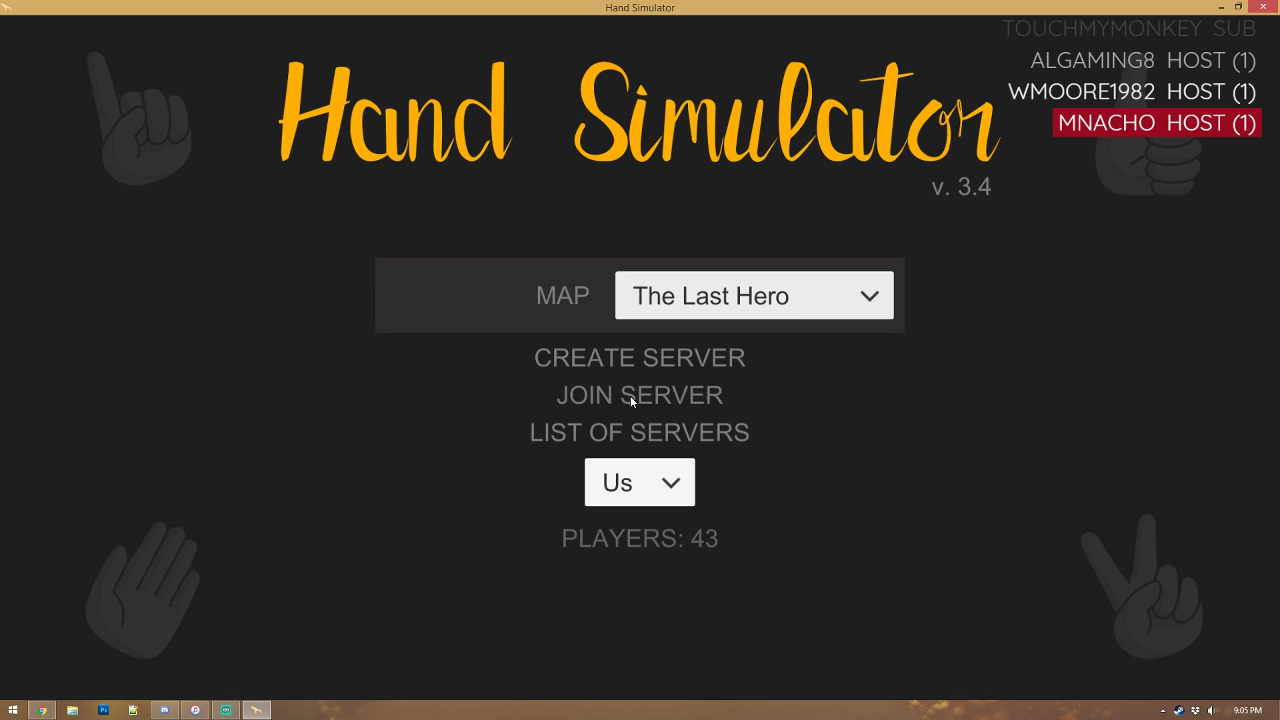 Hand Simulator
TOUCHMYMONKEY SUB
ALGAMING8 HOST (1)
WMOORE1982 HOST (1)
MNACHO HOST (1)
Hand Simulator
v. 3.4
MAP The Last Hero
CREATE SERVER
JOIN SERVER
LIST OF SERVERS
Us
PLAYERS: 43
9:05 PM